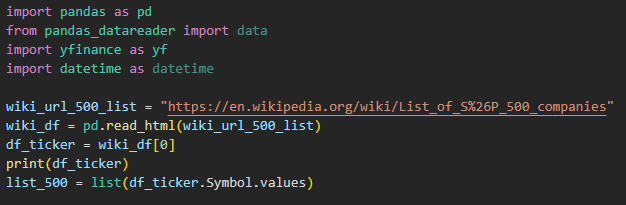 import pandas as pd
from pandas_datareader import data
import yfinance as yf
import datetime as datetime
wiki_url_500_list = "https://en.wikipedia.org/wiki/List_of_S%26P_500_companies"
wiki_df = pd.read_html(wiki_url_500_list)
df_ticker = wiki_df[0]
print(df_ticker)
list_500 = list(df_ticker.Symbol.values)